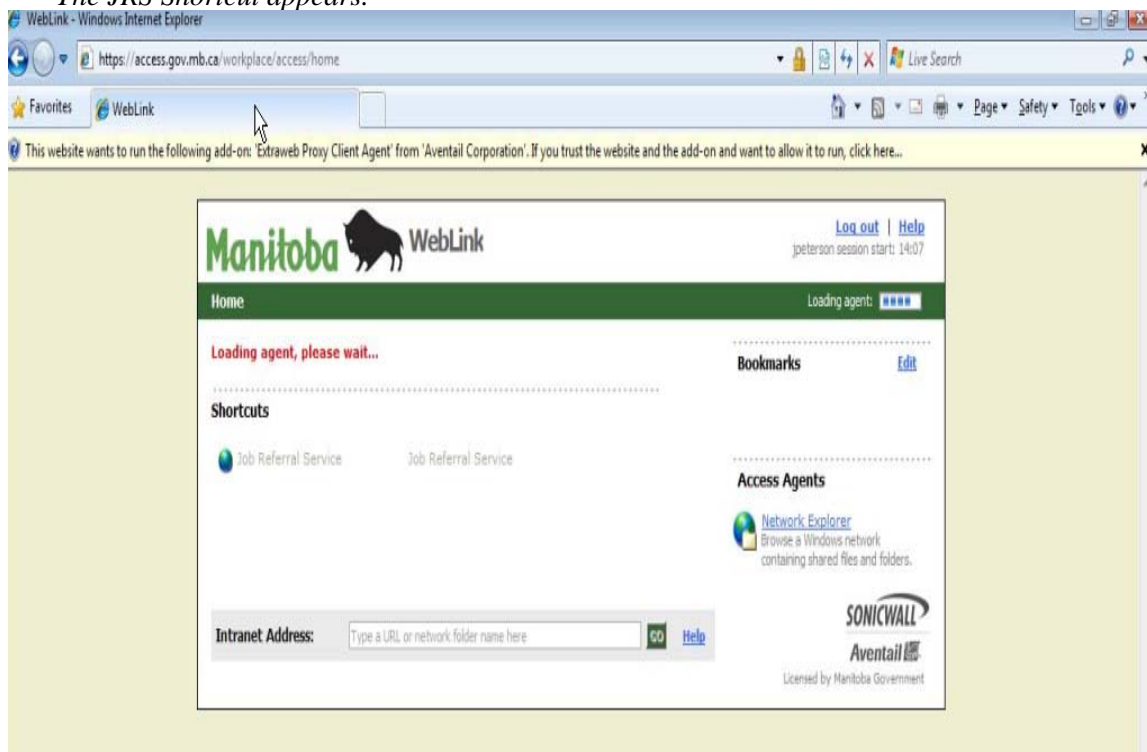 The JRS Shortcut appears.
WebLink - Windows Internet Explorer
https://access.gov.mb.ca/workplace/access/home
Live Search
Favorites WebLink Page Safety Tools
This website wants to run the following add-on: 'Extraweb Proxy Client Agent' from 'Aventail Corporation'. If you trust the website and the add-on and want to allow it to run, click here...
Manitoba WebLink
Log out | Help
jpeterson session start: 14:07
Home Loading agent:
Loading agent, please wait...
Bookmarks Edit
Shortcuts
Job Referral Service Job Referral Service
Access Agents
Network Explorer
Browse a Windows network
containing shared files and folders.
Intranet Address: Type a URL or network folder name here GO Help
SONICWALL
Aventail
Licensed by Manitoba Government